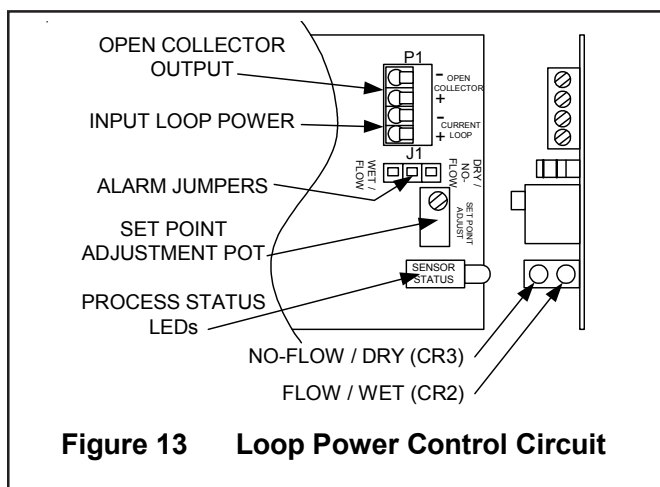 OPEN COLLECTOR
OUTPUT
INPUT LOOP POWER
ALARM JUMPERS
SET POINT
ADJUSTMENT POT
PROCESS STATUS
LEDs
P1
-
OPEN
COLLECTOR
+
-
CURRENT
LOOP
+
J1
WET /
FLOW
DRY /
NO-
FLOW
SET POINT
ADJUST
SENSOR
STATUS
NO-FLOW / DRY (CR3)
FLOW / WET (CR2)
Figure 13 Loop Power Control Circuit